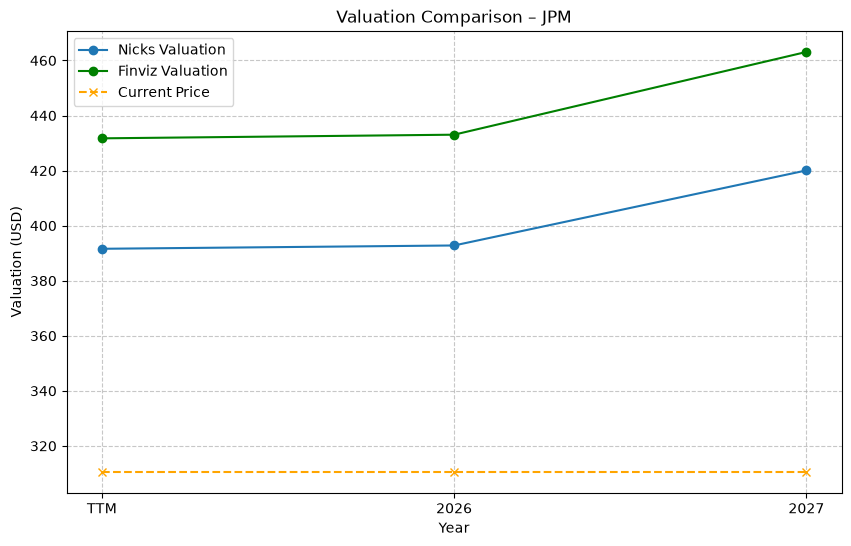 Valuation Comparison – JPM
Nicks Valuation
Finviz Valuation
Current Price
Valuation (USD)
460
440
420
400
380
360
340
320
TTM
2026
2027
Year